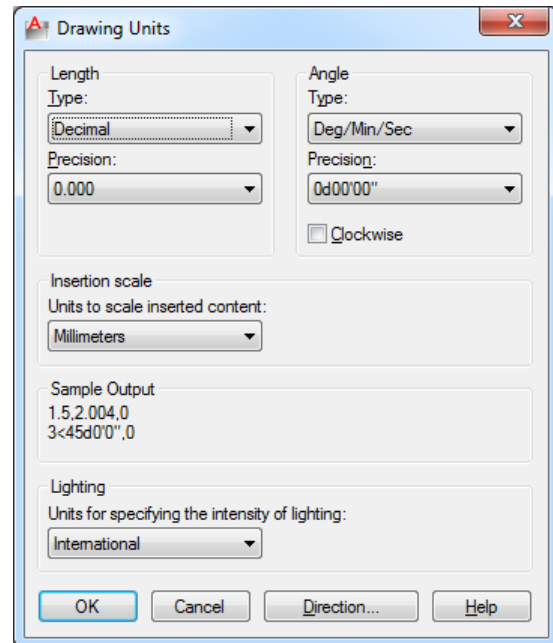 Drawing Units
Length
Type:
Decimal
Precision:
0.000
Angle
Type:
Deg/Min/Sec
Precision:
0d00'00"
Clockwise
Insertion scale
Units to scale inserted content:
Millimeters
Sample Output
1.5,2.004,0
3<45d0'0",0
Lighting
Units for specifying the intensity of lighting:
International
OK
Cancel
Direction...
Help